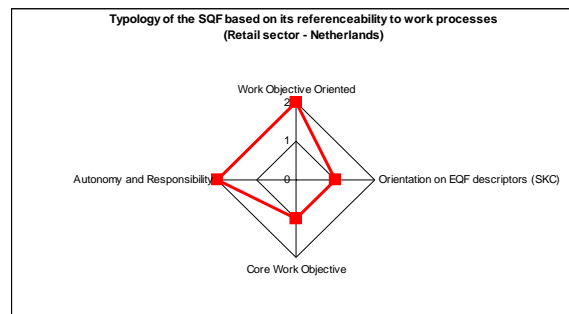 Typology of the SQF based on its referenceability to work processes
(Retail sector - Netherlands)
Work Objective Oriented
2
1
Autonomy and Responsibility
0
Orientation on EQF descriptors (SKC)
Core Work Objective